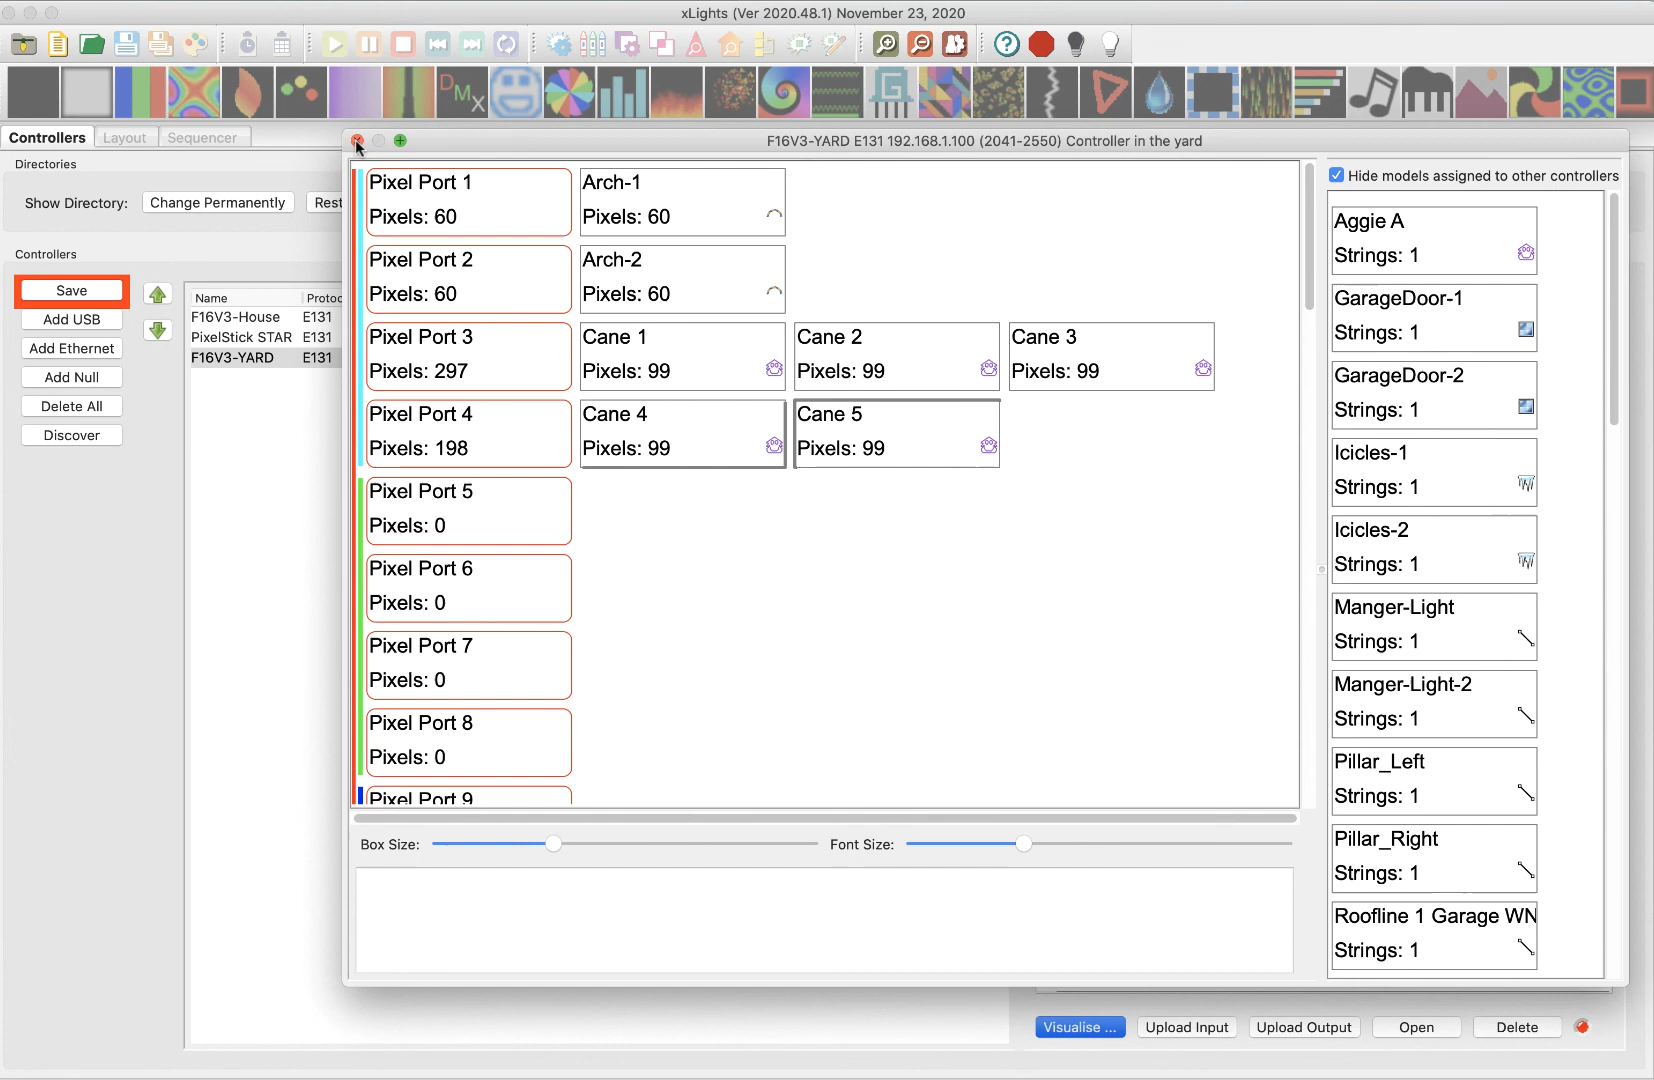 xLights (Ver 2020.48.1) November 23, 2020
DMX
Controllers
Layout
Sequencer
Directories
Show Directory:
Change Permanently
Rest
Controllers
Save
Add USB
Add Ethernet
Add Null
Delete All
Discover
Name
Protoc
F16V3-House E131
PixelStick STAR E131
F16V3-YARD E131
F16V3-YARD E131 192.168.1.100 (2041-2550) Controller in the yard
Pixel Port 1
Pixels: 60
Arch-1
Pixels: 60
Pixel Port 2
Pixels: 60
Arch-2
Pixels: 60
Pixel Port 3
Pixels: 297
Cane 1
Pixels: 99
Cane 2
Pixels: 99
Cane 3
Pixels: 99
Pixel Port 4
Pixels: 198
Cane 4
Pixels: 99
Cane 5
Pixels: 99
Pixel Port 5
Pixels: 0
Pixel Port 6
Pixels: 0
Pixel Port 7
Pixels: 0
Pixel Port 8
Pixels: 0
Pixel Port 9
Box Size:
Font Size:
Hide models assigned to other controllers
Aggie A
Strings: 1
GarageDoor-1
Strings: 1
GarageDoor-2
Strings: 1
Icicles-1
Strings: 1
Icicles-2
Strings: 1
Manger-Light
Strings: 1
Manger-Light-2
Strings: 1
Pillar_Left
Strings: 1
Pillar_Right
Strings: 1
Roofline 1 Garage WN
Strings: 1
Visualise ...
Upload Input
Upload Output
Open
Delete